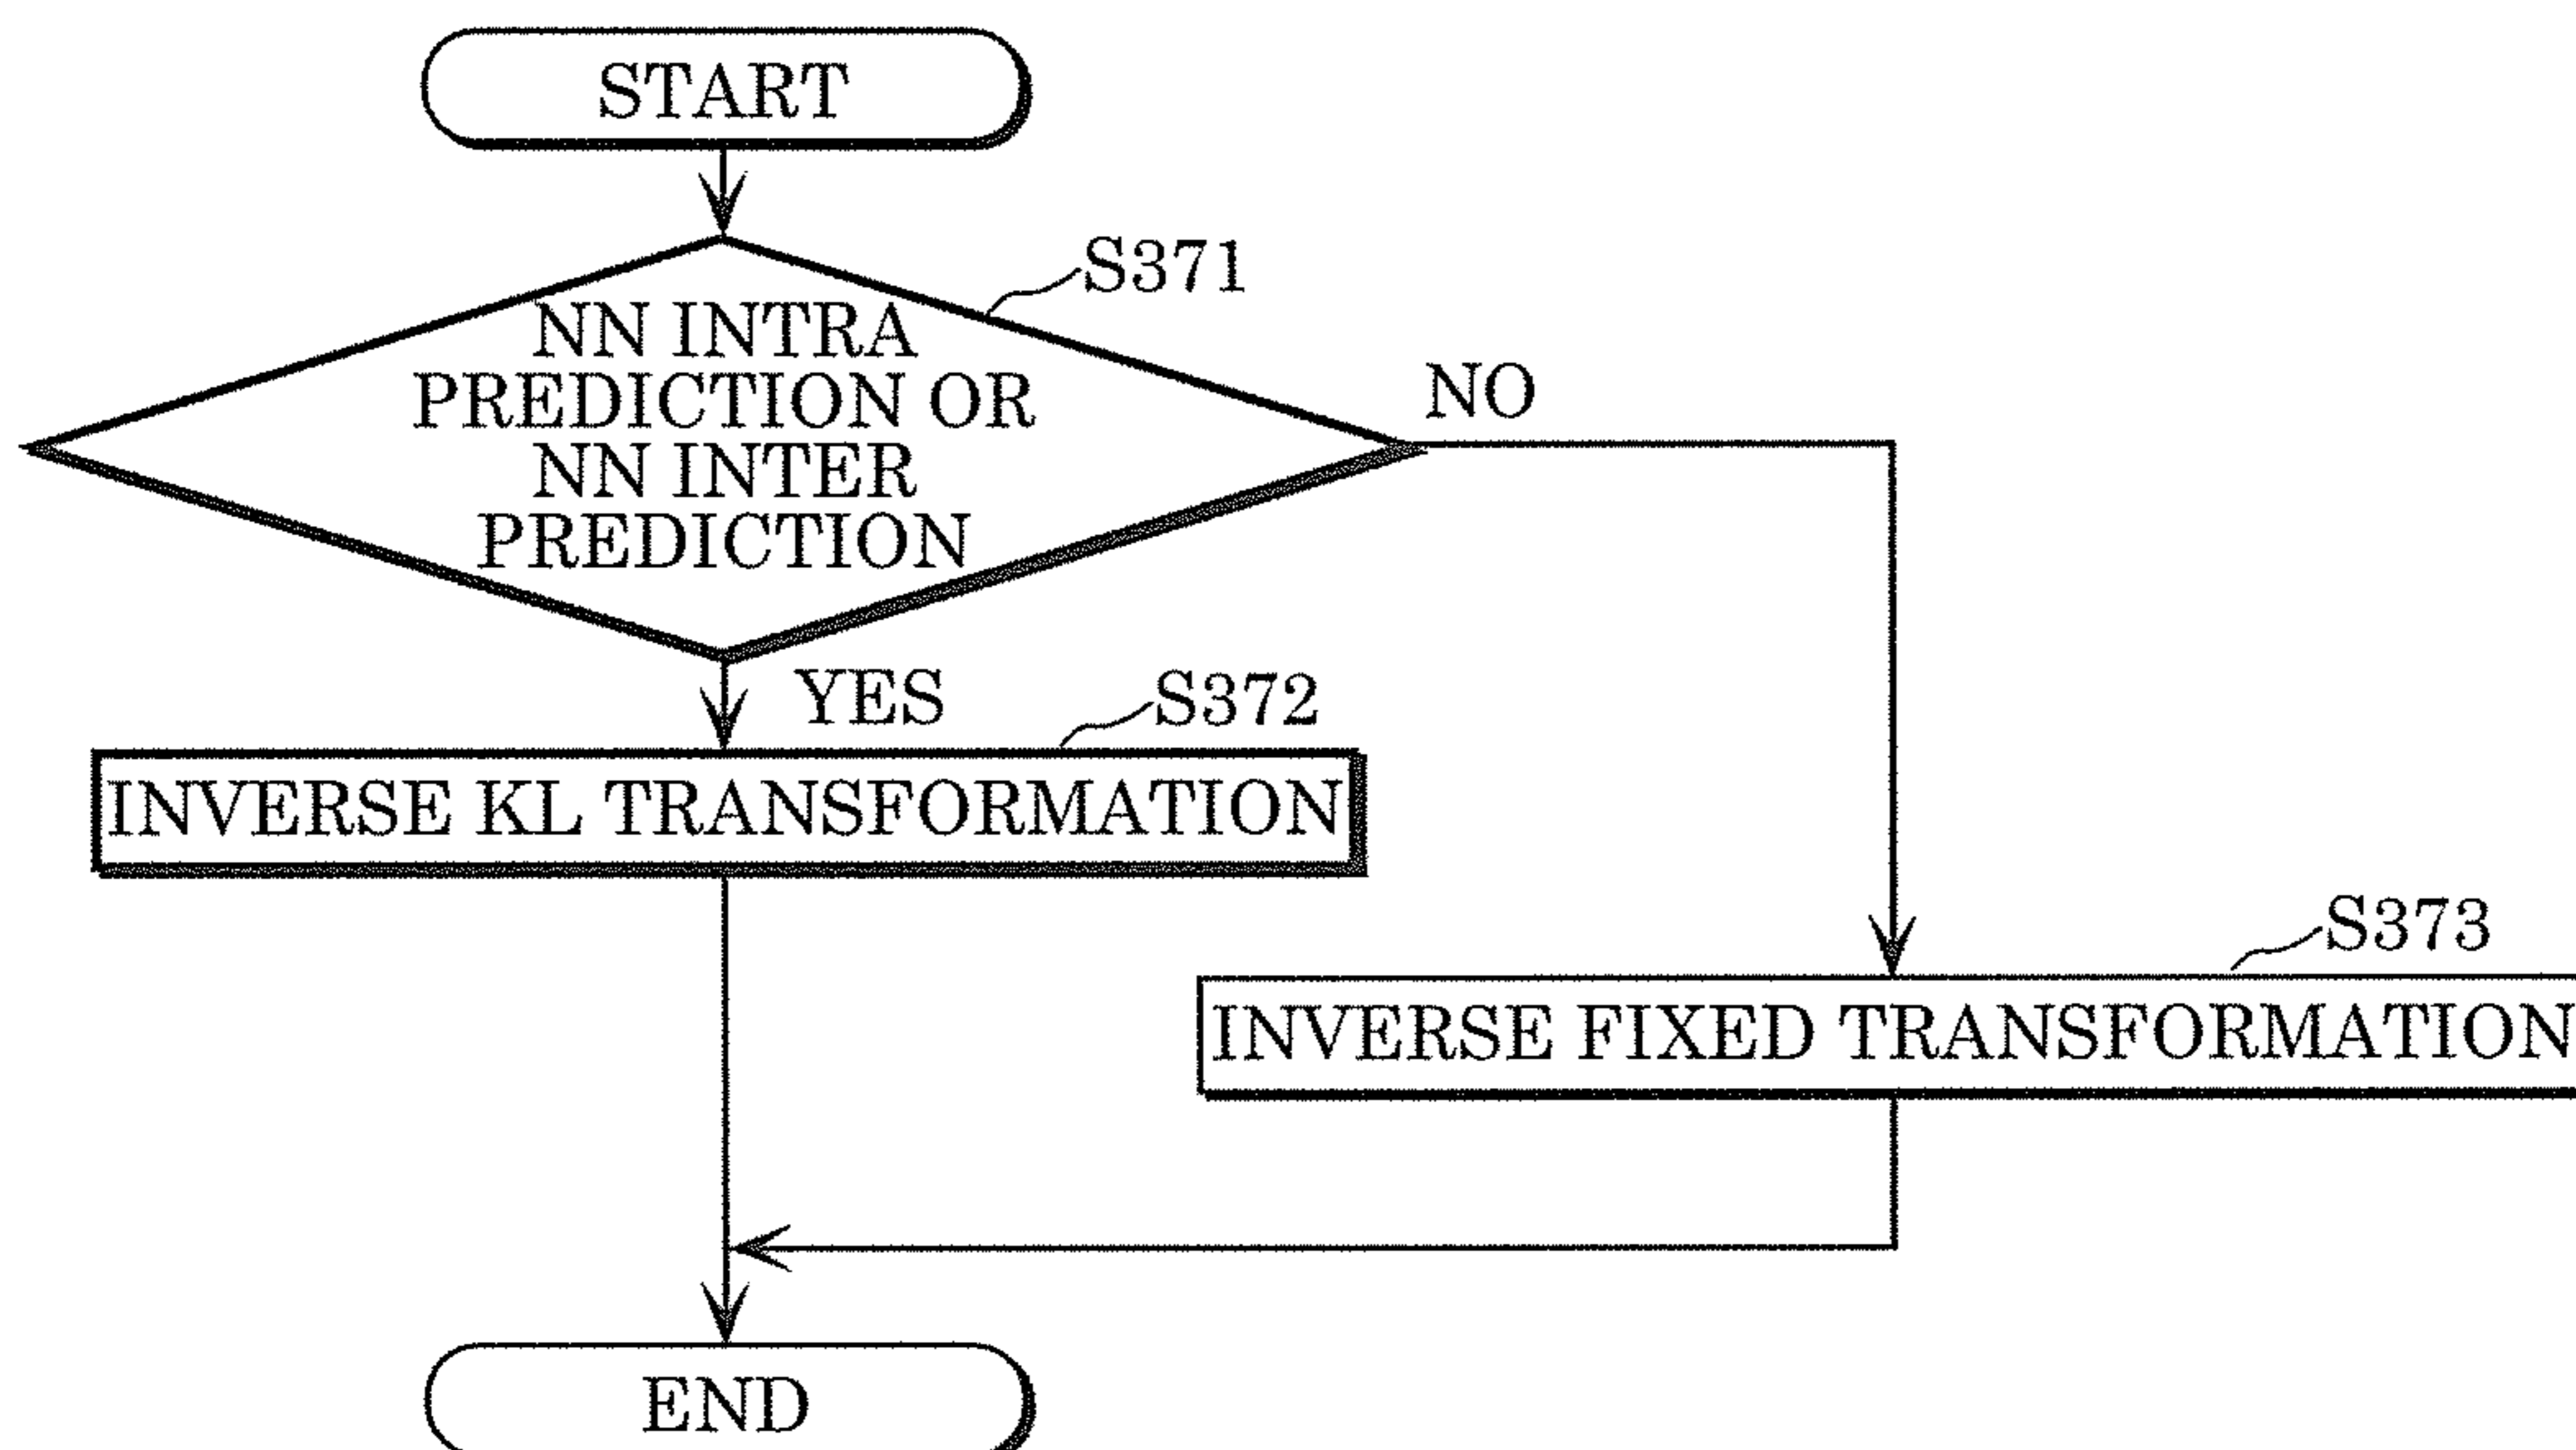 START
S371
NN INTRA
PREDICTION OR
NN INTER
PREDICTION
NO
YES
S372
INVERSE KL TRANSFORMATION
S373
INVERSE FIXED TRANSFORMATION
END